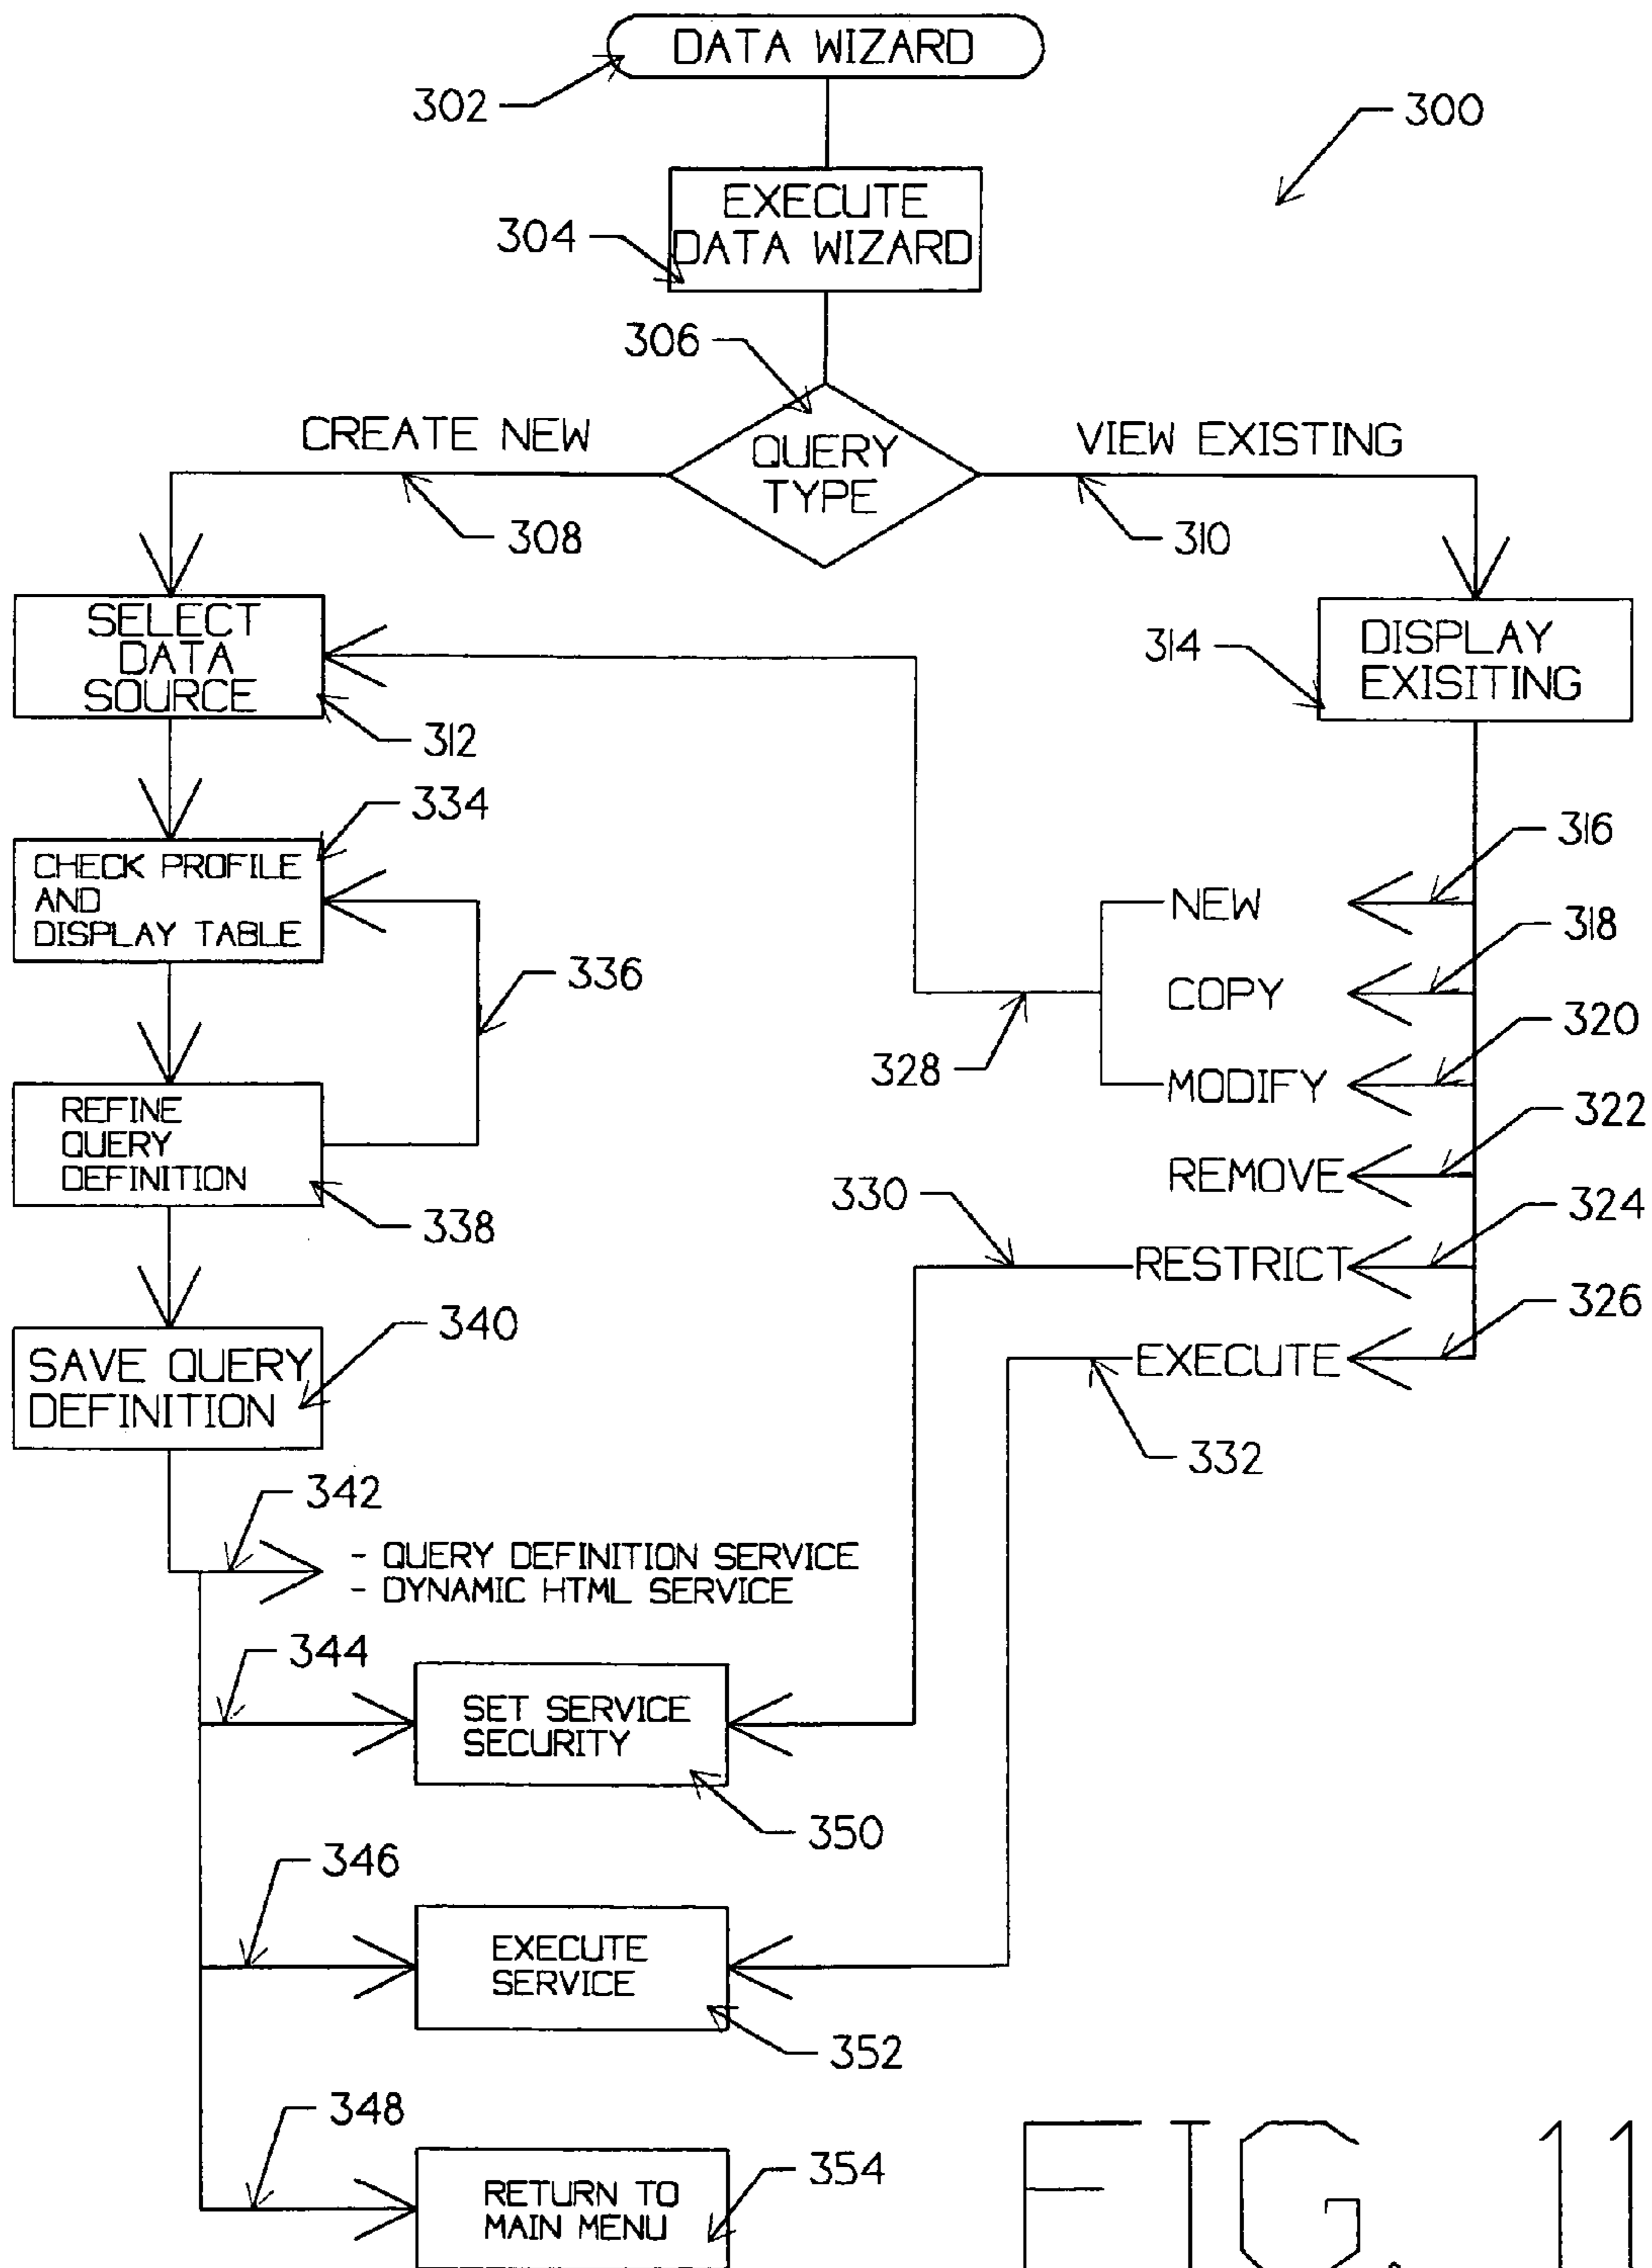 DATA WIZARD
302
300
EXECUTE
DATA WIZARD
304
306
CREATE NEW
QUERY
TYPE
VIEW EXISTING
308
310
SELECT
DATA
SOURCE
312
314
DISPLAY
EXISITING
334
CHECK PROFILE
AND
DISPLAY TABLE
336
316
NEW
318
COPY
320
328
MODIFY
322
REMOVE
REFINE
QUERY
DEFINITION
338
330
324
RESTRICT
326
EXECUTE
332
340
SAVE QUERY
DEFINITION
342
- QUERY DEFINITION SERVICE
- DYNAMIC HTML SERVICE
344
SET SERVICE
SECURITY
350
346
EXECUTE
SERVICE
352
348
RETURN TO
MAIN MENU
354
FIG. 11